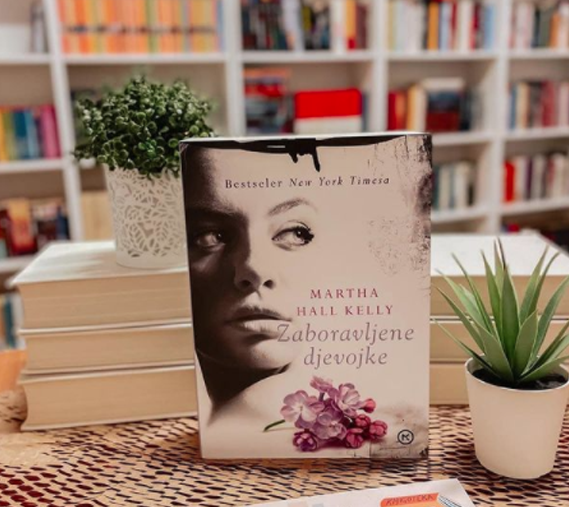 Bestseler New York Timesa
MARTHA
HALL KELLY
Zaboravljene
djevojke